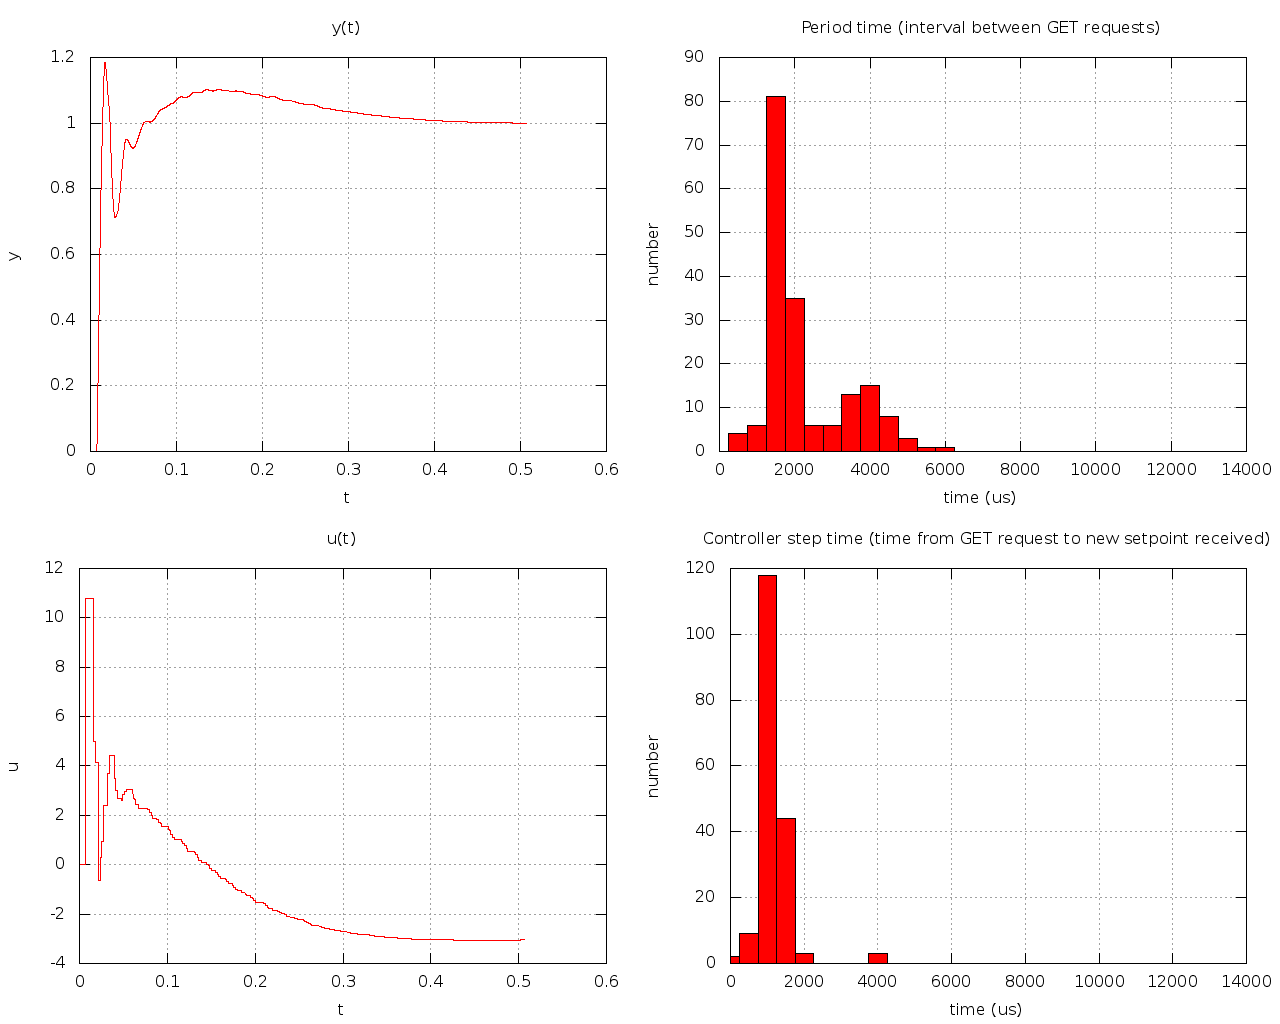 y(t)
1.2
1
0.8
0.6
0.4
0.2
0
y
0 0.1 0.2 0.3 0.4 0.5 0.6
t
Period time (interval between GET requests)
90
80
70
60
50
40
30
20
10
0
number
0 2000 4000 6000 8000 10000 12000 14000
time (us)
u(t)
12
10
8
6
4
2
0
-2
-4
u
0 0.1 0.2 0.3 0.4 0.5 0.6
t
Controller step time (time from GET request to new setpoint received)
120
100
80
60
40
20
0
number
0 2000 4000 6000 8000 10000 12000 14000
time (us)